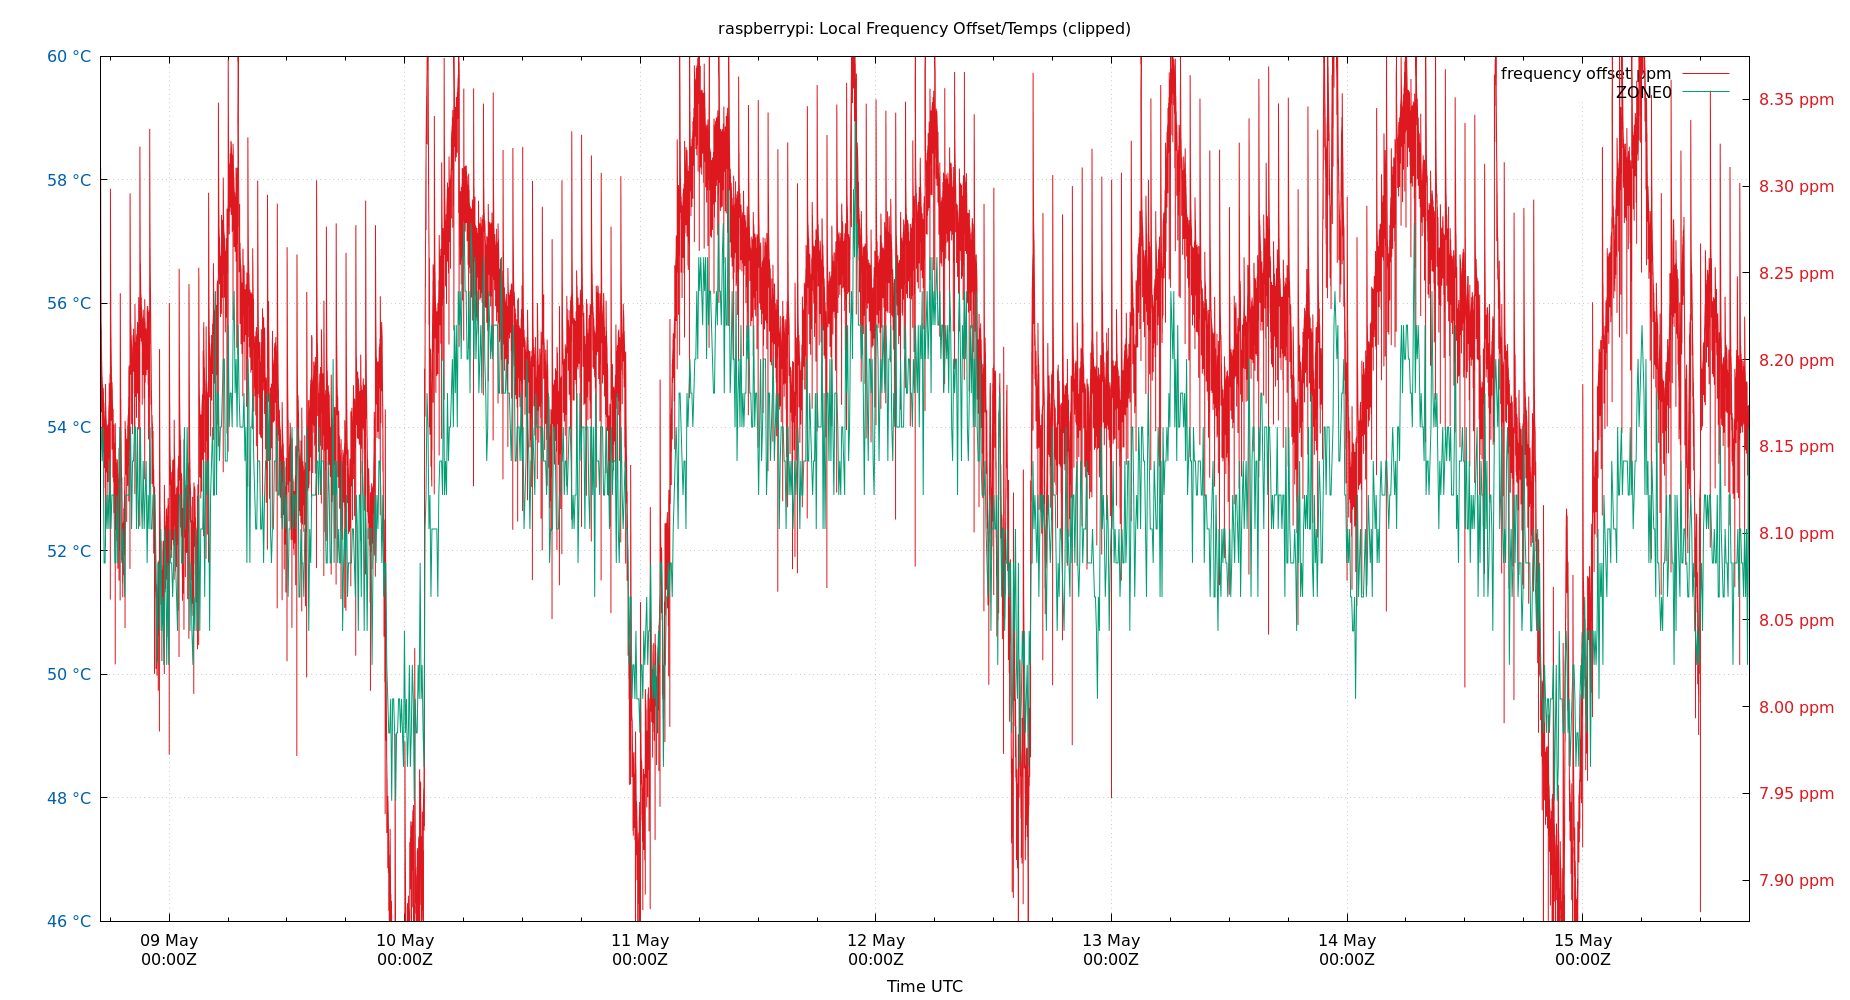 raspberrypi: Local Frequency Offset/Temps (clipped)
frequency offset ppm
ZONE0
60 °C
58 °C
56 °C
54 °C
52 °C
50 °C
48 °C
46 °C
8.35 ppm
8.30 ppm
8.25 ppm
8.20 ppm
8.15 ppm
8.10 ppm
8.05 ppm
8.00 ppm
7.95 ppm
7.90 ppm
09 May
00:00Z
10 May
00:00Z
11 May
00:00Z
12 May
00:00Z
13 May
00:00Z
14 May
00:00Z
15 May
00:00Z
Time UTC